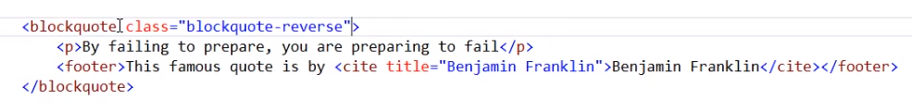 <blockquote class="blockquote-reverse">
<p>By failing to prepare, you are preparing to fail</p>
<footer>This famous quote is by <cite title="Benjamin Franklin">Benjamin Franklin</cite></footer>
</blockquote>